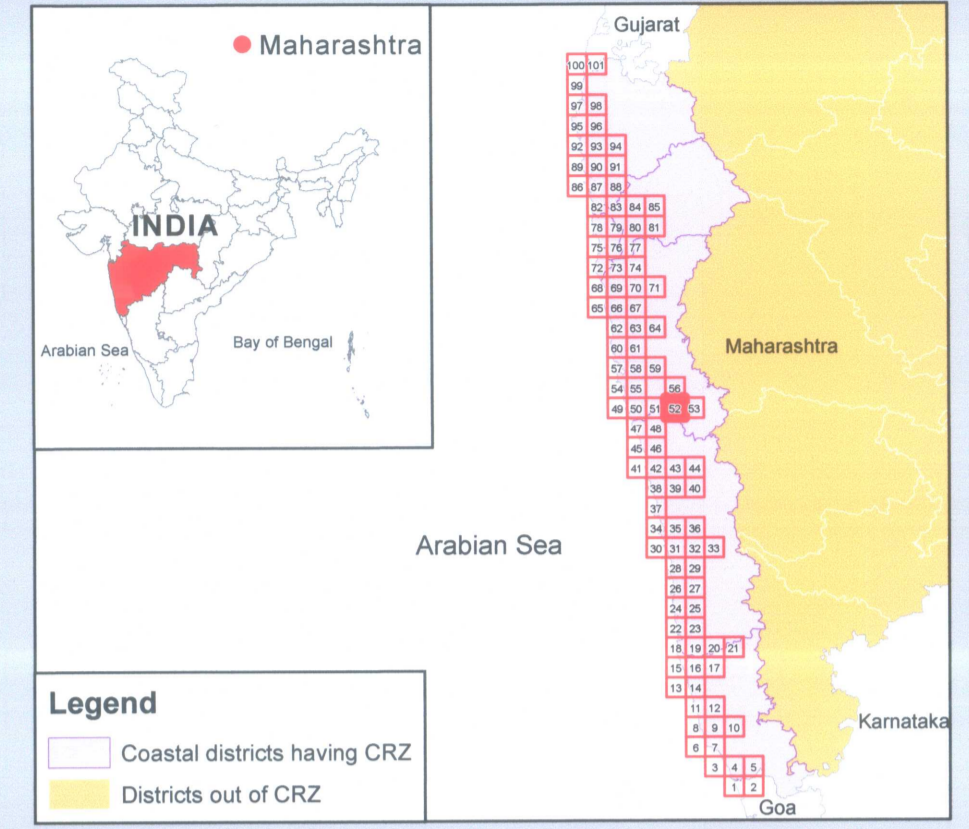 Maharashtra
INDIA
Arabian Sea
Bay of Bengal
Gujarat
100 101
99
97 98
95 96
92 93 94
89 90 91
86 87 88
82 83 84 85
78 79 80 81
75 76 77
72 73 74
68 69 70 71
65 66 67
62 63 64
60 61
Maharashtra
57 58 59
54 55 56
49 50 51 52 53
47 48
45 46
41 42 43 44
38 39 40
37
34 35 36
Arabian Sea
30 31 32 33
28 29
26 27
24 25
22 23
18 19 20 21
15 16 17
13 14
11 12
8 9 10
Karnataka
6 7
3 4 5
1 2
Goa
Legend
Coastal districts having CRZ
Districts out of CRZ